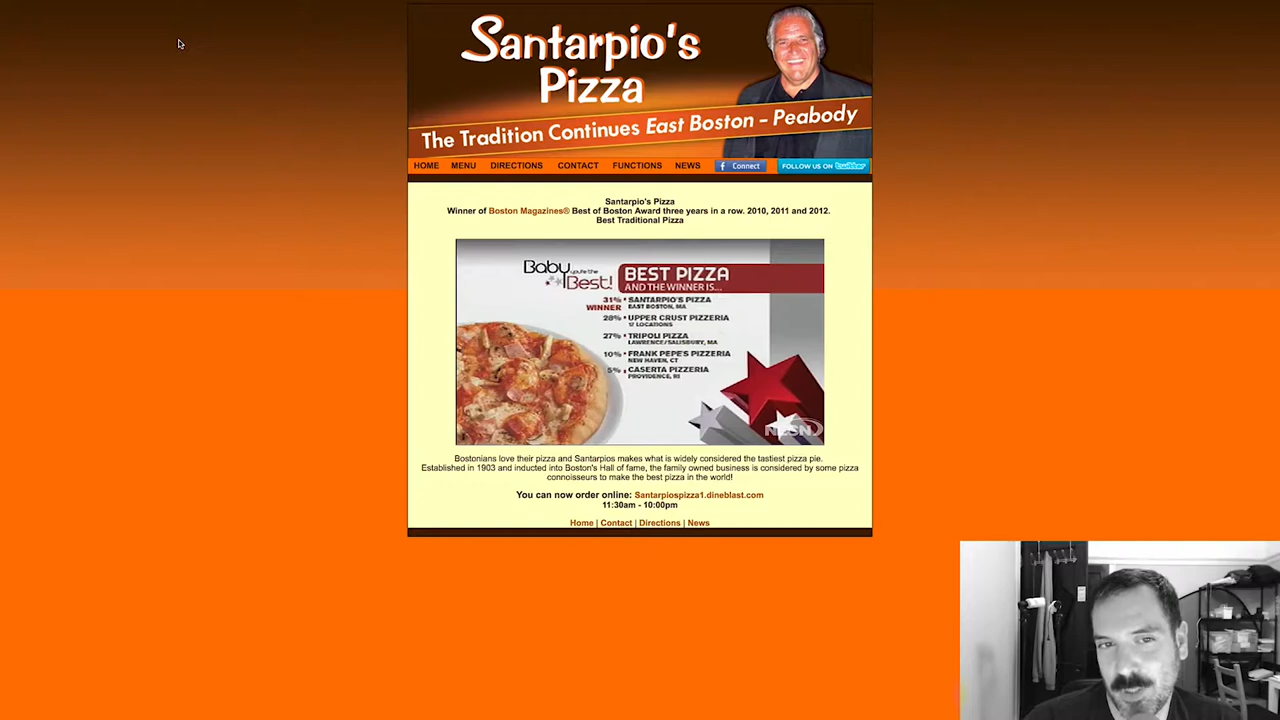 Santarpio's
Pizza
The Tradition Continues East Boston - Peabody
HOME MENU DIRECTIONS CONTACT FUNCTIONS NEWS f Connect FOLLOW US ON twitter
Santarpio's Pizza
Winner of Boston Magazines® Best of Boston Award three years in a row. 2010, 2011 and 2012.
Best Traditional Pizza
Baby you're the Best!
BEST PIZZA
AND THE WINNER IS...
31% SANTARPIO'S PIZZA
WINNER EAST BOSTON, MA
28% UPPER CRUST PIZZERIA
17 LOCATIONS
27% TRIPOLI PIZZA
LAWRENCE/SALISBURY, MA
10% FRANK PEPE'S PIZZERIA
NEW HAVEN, CT
5% CASERTA PIZZERIA
PROVIDENCE, RI
NESN
Bostonians love their pizza and Santarpios makes what is widely considered the tastiest pizza pie.
Established in 1903 and inducted into Boston's Hall of fame, the family owned business is considered by some pizza
connoisseurs to make the best pizza in the world!
You can now order online: Santarpiospizza1.dineblast.com
11:30am - 10:00pm
Home | Contact | Directions | News